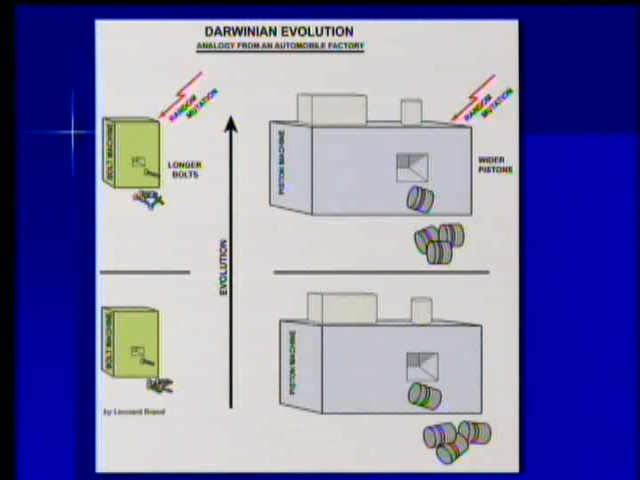 DARWINIAN EVOLUTION
ANALOGY FROM AN AUTOMOBILE FACTORY
RANDOM
MUTATION
RANDOM
MUTATION
BOLT MACHINE
LONGER
BOLTS
PISTON MACHINE
WIDER
PISTONS
EVOLUTION
BOLT MACHINE
PISTON MACHINE
by Leonard Brand